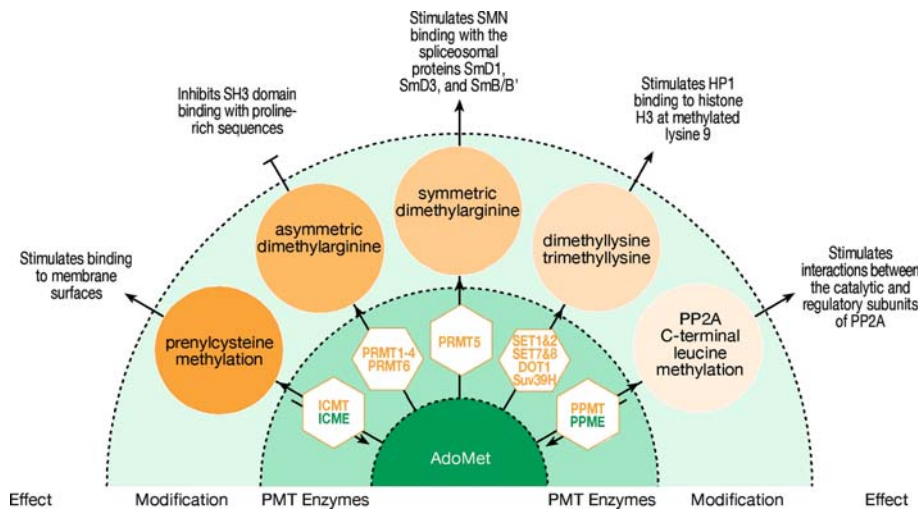 Stimulates SMN
binding with the
spliceosomal
proteins SmD1,
SmD3, and SmB/B'
Inhibits SH3 domain
binding with proline-
rich sequences
Stimulates HP1
binding to histone
H3 at methylated
lysine 9
symmetric
dimethylarginine
asymmetric
dimethylarginine
dimethyllysine
trimethyllysine
Stimulates binding
to membrane
surfaces
Stimulates
interactions between
the catalytic and
regulatory subunits
of PP2A
prenylcysteine
methylation
PRMT1-4
PRMT6
PRMT5
SET1&2
SET7&8
DOT1
Suv39H
PP2A
C-terminal
leucine
methylation
ICMT
ICME
PPMT
PPME
AdoMet
Effect Modification PMT Enzymes PMT Enzymes Modification Effect